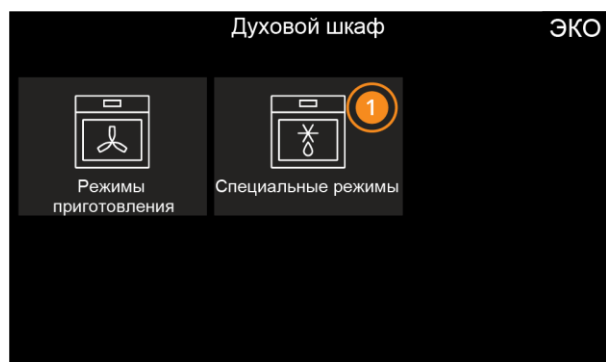 Духовой шкаф
ЭКО
1
Режимы
приготовления
Специальные режимы